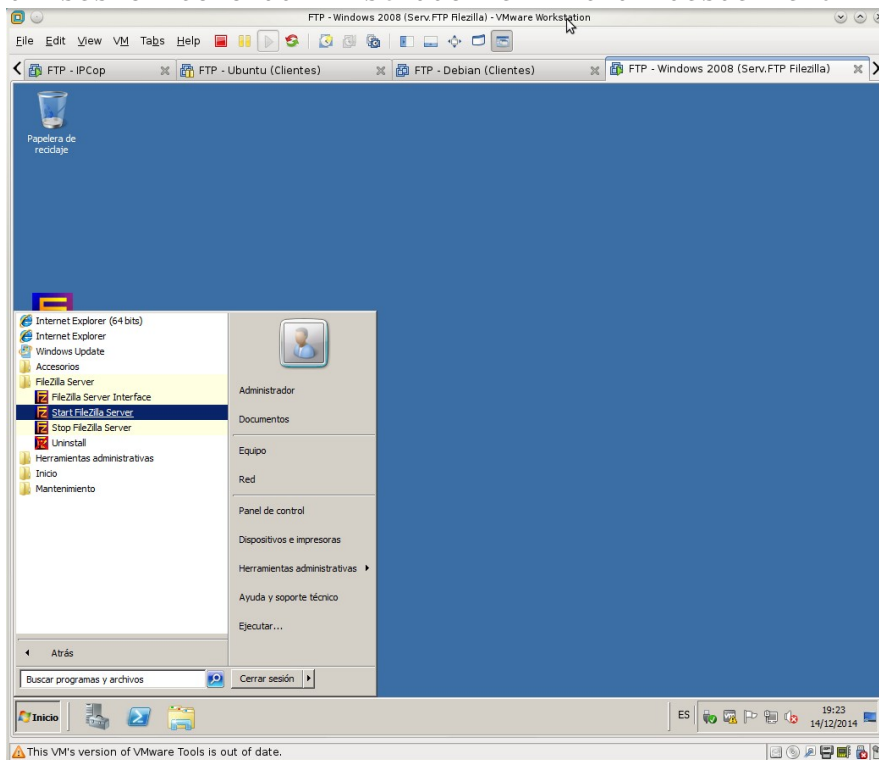 FTP - Windows 2008 (Serv.FTP Filezilla) - VMware Workstation
File Edit View VM Tabs Help
FTP - IPCop
FTP - Ubuntu (Clientes)
FTP - Debian (Clientes)
FTP - Windows 2008 (Serv.FTP Filezilla)
Papelera de
reciclaje
Internet Explorer (64 bits)
Internet Explorer
Windows Update
Accesorios
FileZilla Server
FileZilla Server Interface
Start FileZilla Server
Stop FileZilla Server
Uninstall
Herramientas administrativas
Inicio
Mantenimiento
Atrás
Buscar programas y archivos
Administrador
Documentos
Equipo
Red
Panel de control
Dispositivos e impresoras
Herramientas administrativas
Ayuda y soporte técnico
Ejecutar...
Cerrar sesión
Inicio
ES
19:23
14/12/2014
This VM's version of VMware Tools is out of date.